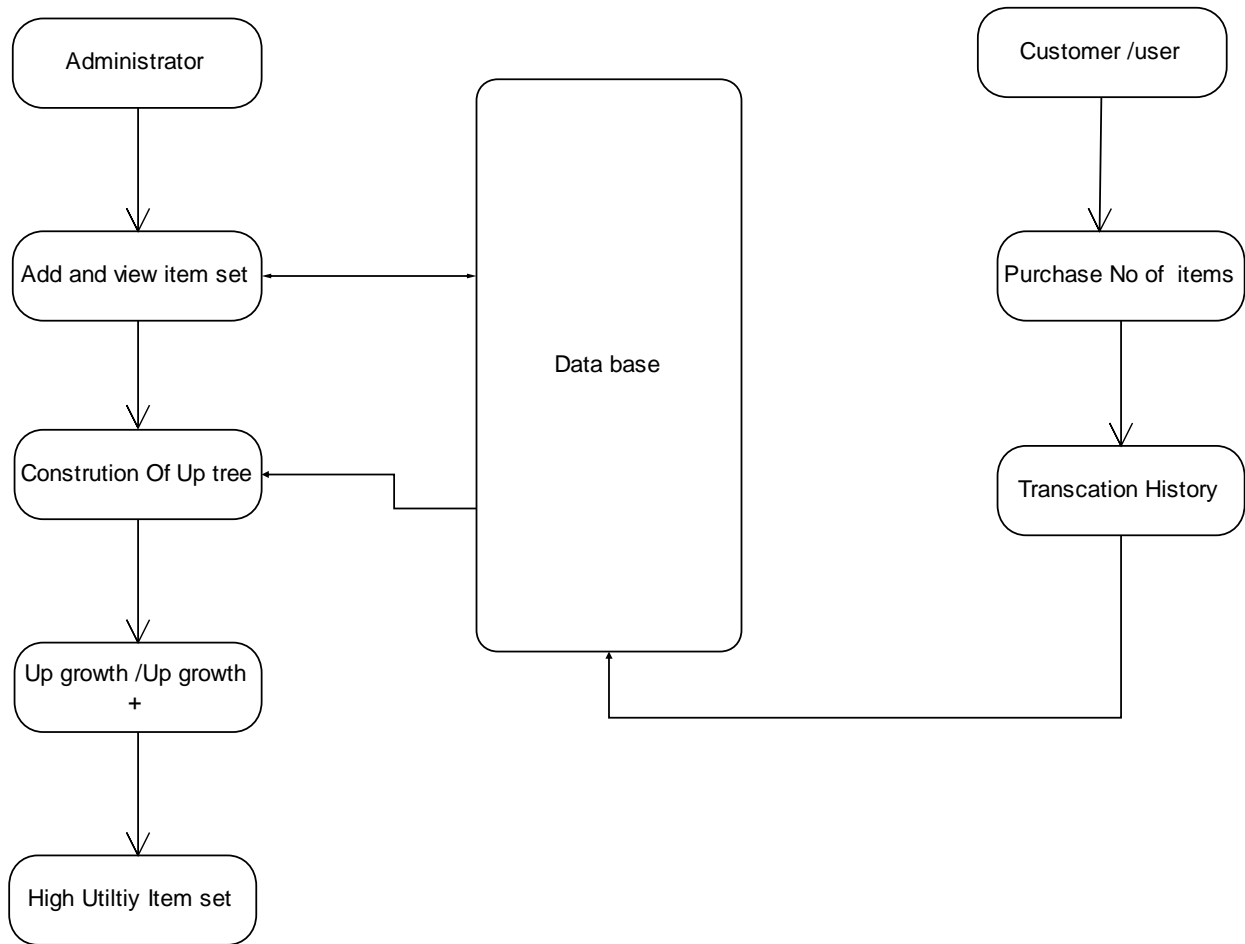 Administrator
Customer /user
Add and view item set
Purchase No of  items
Data base
Constrution Of Up tree
Transcation History
Up growth /Up growth
+
High Utiltiy Item set